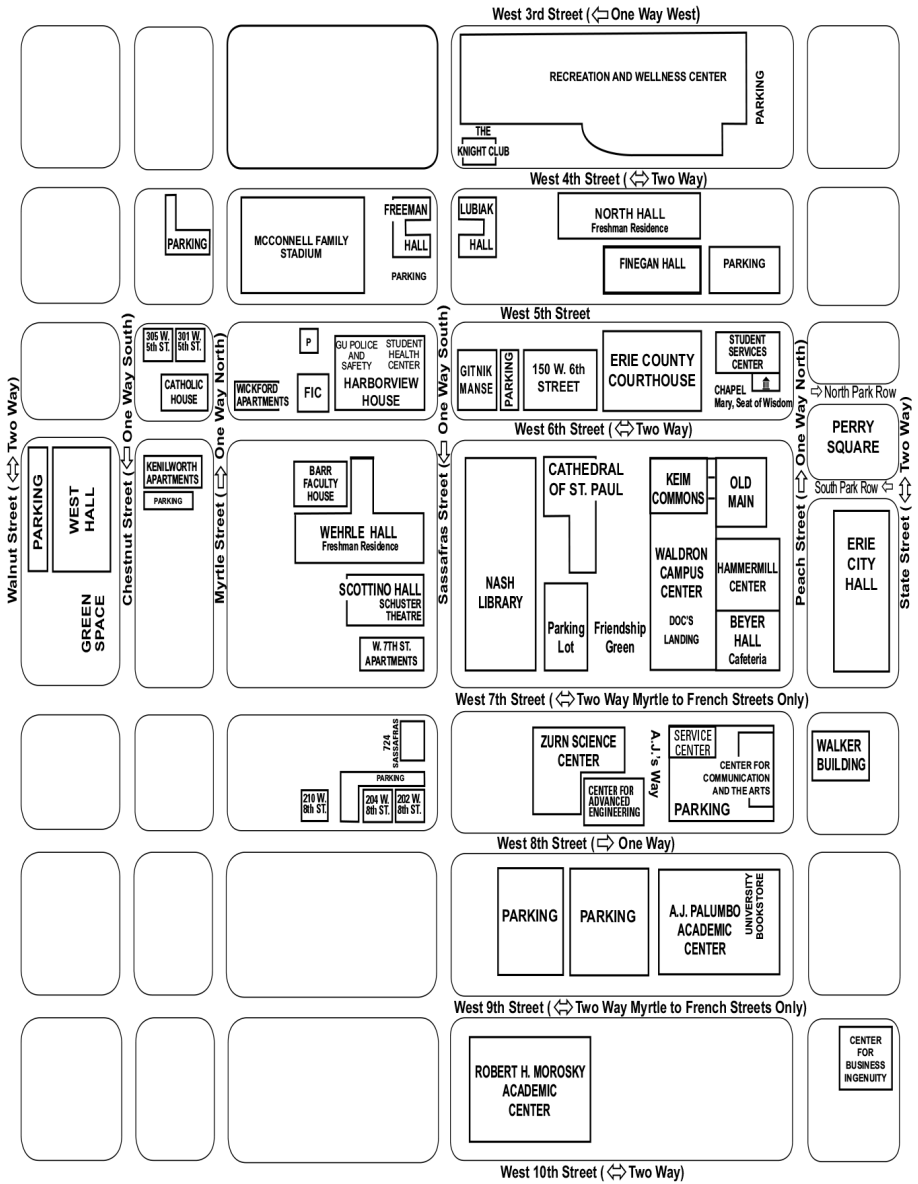 West 3rd Street (⇦ One Way West)
RECREATION AND WELLNESS CENTER
PARKING
THE
KNIGHT CLUB
West 4th Street (⇔ Two Way)
PARKING
MCCONNELL FAMILY
STADIUM
FREEMAN
HALL
PARKING
LUBIAK
HALL
NORTH HALL
Freshman Residence
FINEGAN HALL
PARKING
West 5th Street
305 W.
5th ST.
301 W.
5th ST.
CATHOLIC
HOUSE
P
WICKFORD
APARTMENTS
FIC
GU POLICE
AND
SAFETY
STUDENT
HEALTH
CENTER
HARBORVIEW
HOUSE
GITNIK
MANSE
PARKING
150 W. 6th
STREET
ERIE COUNTY
COURTHOUSE
STUDENT
SERVICES
CENTER
CHAPEL
Mary, Seat of Wisdom
⇨ North Park Row
PERRY
SQUARE
South Park Row ⇦
West 6th Street (⇔ Two Way)
Walnut Street (⇔ Two Way)
Chestnut Street (⇦ One Way South)
Myrtle Street (⇨ One Way North)
Sassafras Street (⇦ One Way South)
Peach Street (⇨ One Way North)
State Street (⇔ Two Way)
PARKING
WEST
HALL
GREEN
SPACE
KENILWORTH
APARTMENTS
PARKING
BARR
FACULTY
HOUSE
WEHRLE HALL
Freshman Residence
SCOTTINO HALL
SCHUSTER
THEATRE
W. 7TH ST.
APARTMENTS
NASH
LIBRARY
CATHEDRAL
OF ST. PAUL
Parking
Lot
Friendship
Green
KEIM
COMMONS
OLD
MAIN
WALDRON
CAMPUS
CENTER
DOC'S
LANDING
HAMMERMILL
CENTER
BEYER
HALL
Cafeteria
ERIE
CITY
HALL
West 7th Street (⇔ Two Way Myrtle to French Streets Only)
724
SASSAFRAS
PARKING
210 W.
8th ST.
204 W.
8th ST.
202 W.
8th ST.
ZURN SCIENCE
CENTER
CENTER FOR
ADVANCED
ENGINEERING
A.J.'s Way
SERVICE
CENTER
CENTER FOR
COMMUNICATION
AND THE ARTS
PARKING
WALKER
BUILDING
West 8th Street (⇨ One Way)
PARKING
PARKING
A.J. PALUMBO
ACADEMIC
CENTER
UNIVERSITY
BOOKSTORE
West 9th Street (⇔ Two Way Myrtle to French Streets Only)
ROBERT H. MOROSKY
ACADEMIC
CENTER
CENTER
FOR
BUSINESS
INGENUITY
West 10th Street (⇔ Two Way)